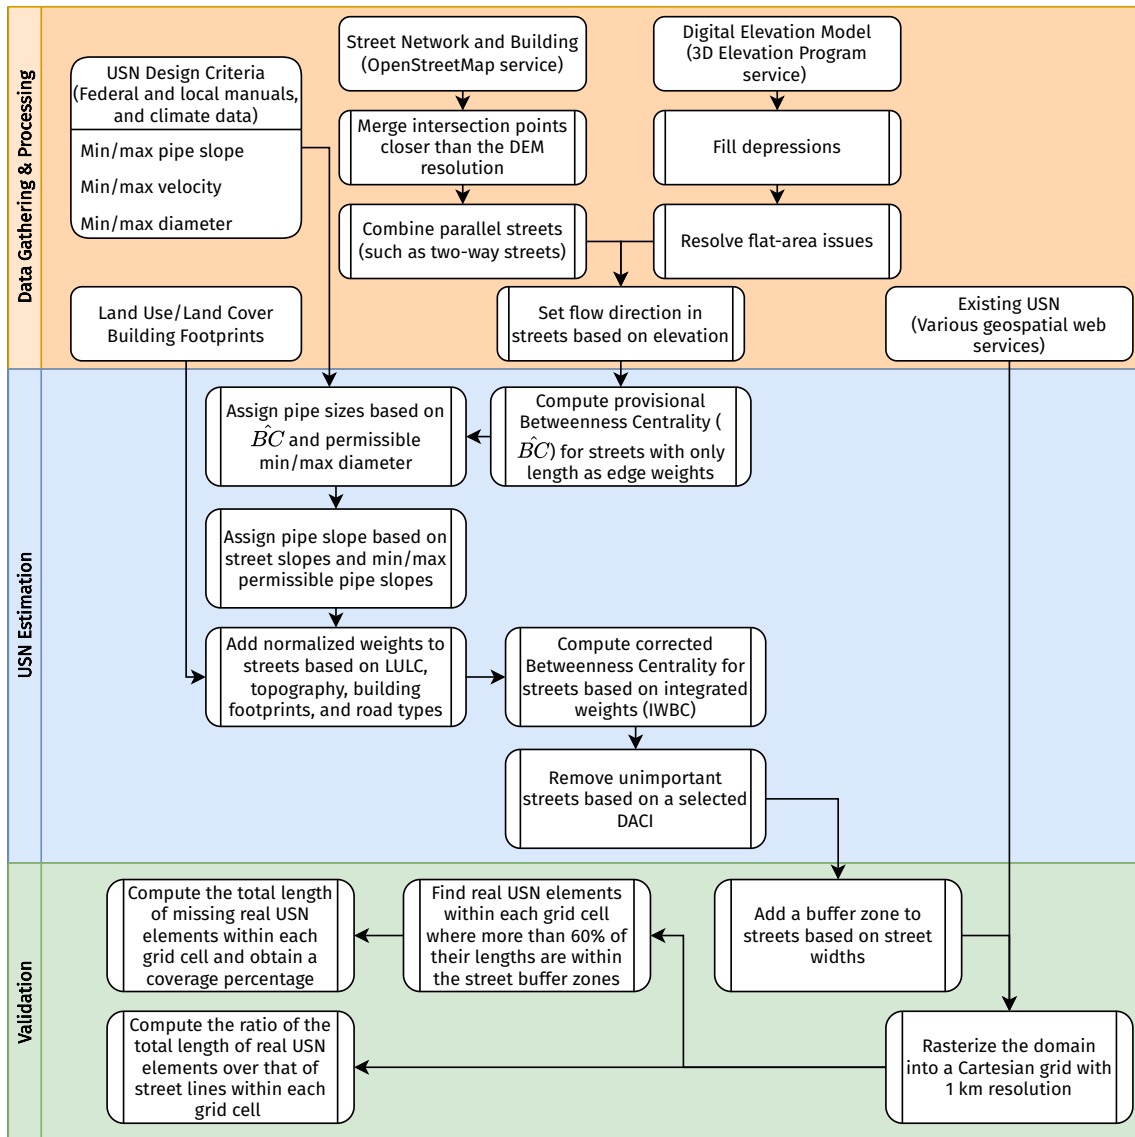 Data Gathering & Processing
USN Design Criteria
(Federal and local manuals,
and climate data)
Min/max pipe slope
Min/max velocity
Min/max diameter
Street Network and Building
(OpenStreetMap service)
Digital Elevation Model
(3D Elevation Program
service)
Merge intersection points
closer than the DEM
resolution
Fill depressions
Combine parallel streets
(such as two-way streets)
Resolve flat-area issues
Land Use/Land Cover
Building Footprints
Set flow direction in
streets based on elevation
Existing USN
(Various geospatial web
services)
USN Estimation
Assign pipe sizes based on
$\hat{BC}$ and permissible
min/max diameter
Compute provisional
Betweenness Centrality (
$\hat{BC}$) for streets with only
length as edge weights
Assign pipe slope based on
street slopes and min/max
permissible pipe slopes
Add normalized weights to
streets based on LULC,
topography, building
footprints, and road types
Compute corrected
Betweenness Centrality for
streets based on integrated
weights (IWBC)
Remove unimportant
streets based on a selected
DACI
Validation
Compute the total length
of missing real USN
elements within each
grid cell and obtain a
coverage percentage
Find real USN elements
within each grid cell
where more than 60% of
their lengths are within
the street buffer zones
Add a buffer zone to
streets based on street
widths
Compute the ratio of the
total length of real USN
elements over that of
street lines within each
grid cell
Rasterize the domain
into a Cartesian grid with
1 km resolution